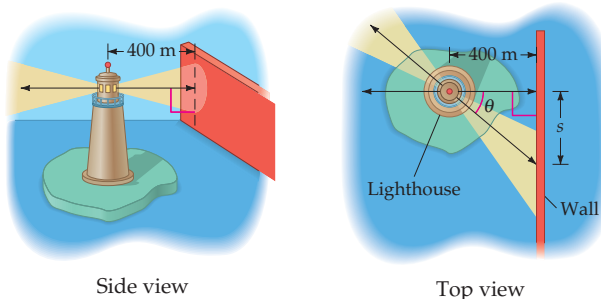 400 m
Side view
400 m
θ
s
Lighthouse
Wall
Top view